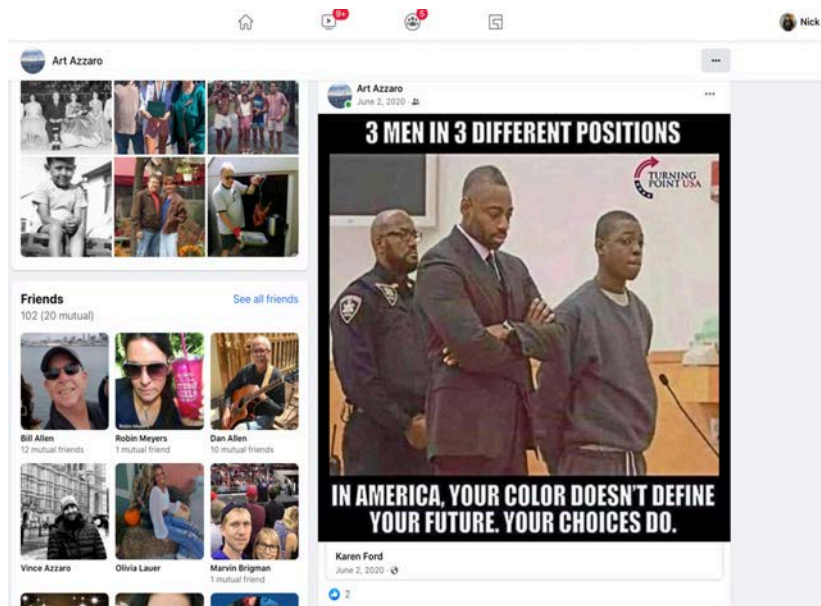 9+
5
Nick
Art Azzaro
...
Art Azzaro
June 2, 2020 ·
...
3 MEN IN 3 DIFFERENT POSITIONS
TURNING
POINT USA
IN AMERICA, YOUR COLOR DOESN'T DEFINE
YOUR FUTURE. YOUR CHOICES DO.
Karen Ford
June 2, 2020 ·
2
Friends
See all friends
102 (20 mutual)
Bill Allen
12 mutual friends
Robin Meyers
1 mutual friend
Dan Allen
10 mutual friends
Vince Azzaro
Olivia Lauer
Marvin Brigman
1 mutual friend